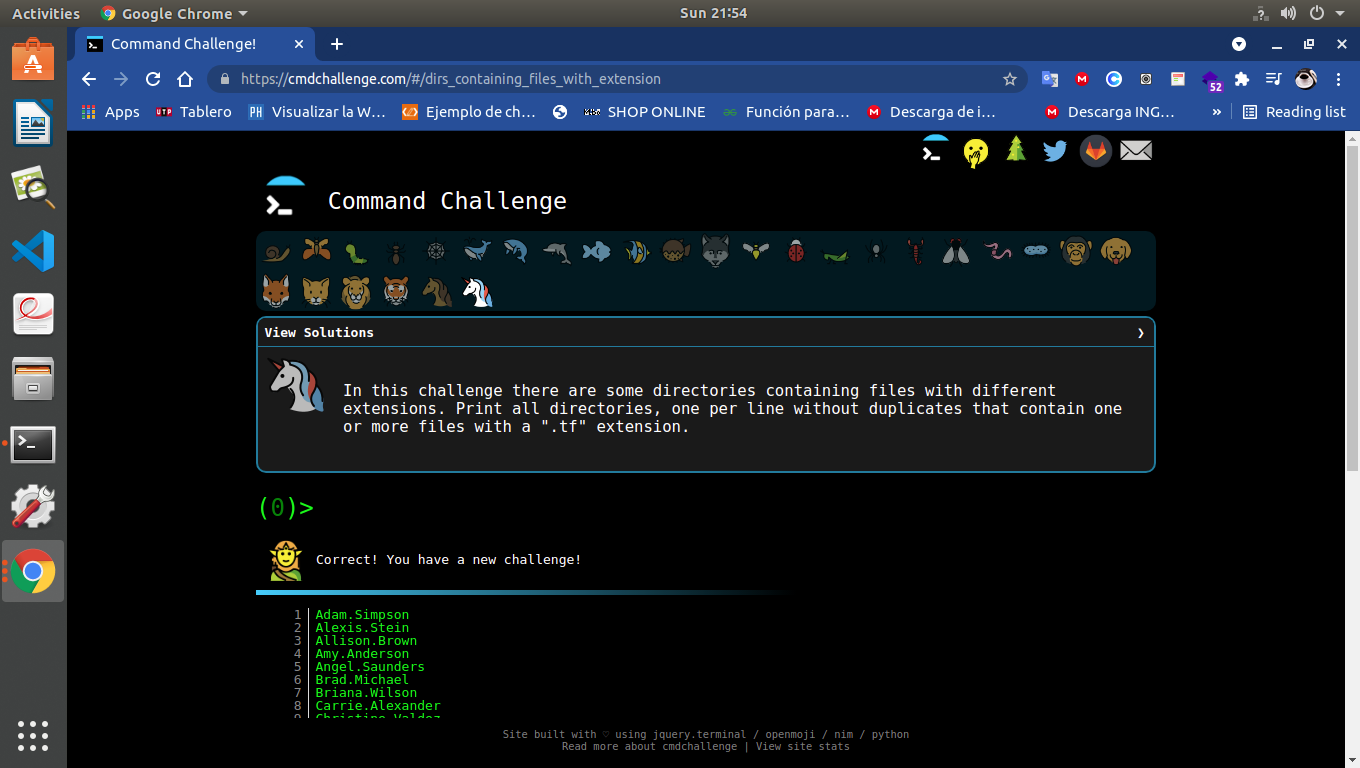 Activities Google Chrome Sun 21:54
Command Challenge!
https://cmdchallenge.com/#/dirs_containing_files_with_extension
52
Apps UTP Tablero PH Visualizar la W... Ejemplo de ch... SHOP ONLINE Función para... Descarga de i... Descarga ING... » Reading list
Command Challenge
View Solutions
In this challenge there are some directories containing files with different
extensions. Print all directories, one per line without duplicates that contain one
or more files with a ".tf" extension.
(0)>
Correct! You have a new challenge!
1 Adam.Simpson
2 Alexis.Stein
3 Allison.Brown
4 Amy.Anderson
5 Angel.Saunders
6 Brad.Michael
7 Briana.Wilson
8 Carrie.Alexander
9 Christine.Valdez
Site built with ♡ using jquery.terminal / openmoji / nim / python
Read more about cmdchallenge | View site stats